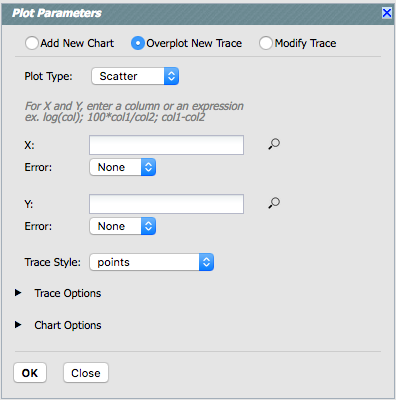 Plot Parameters
Add New Chart Overplot New Trace Modify Trace
Plot Type: Scatter
For X and Y, enter a column or an expression
ex. log(col); 100*col1/col2; col1-col2
X:
Error: None
Y:
Error: None
Trace Style: points
Trace Options
Chart Options
OK Close